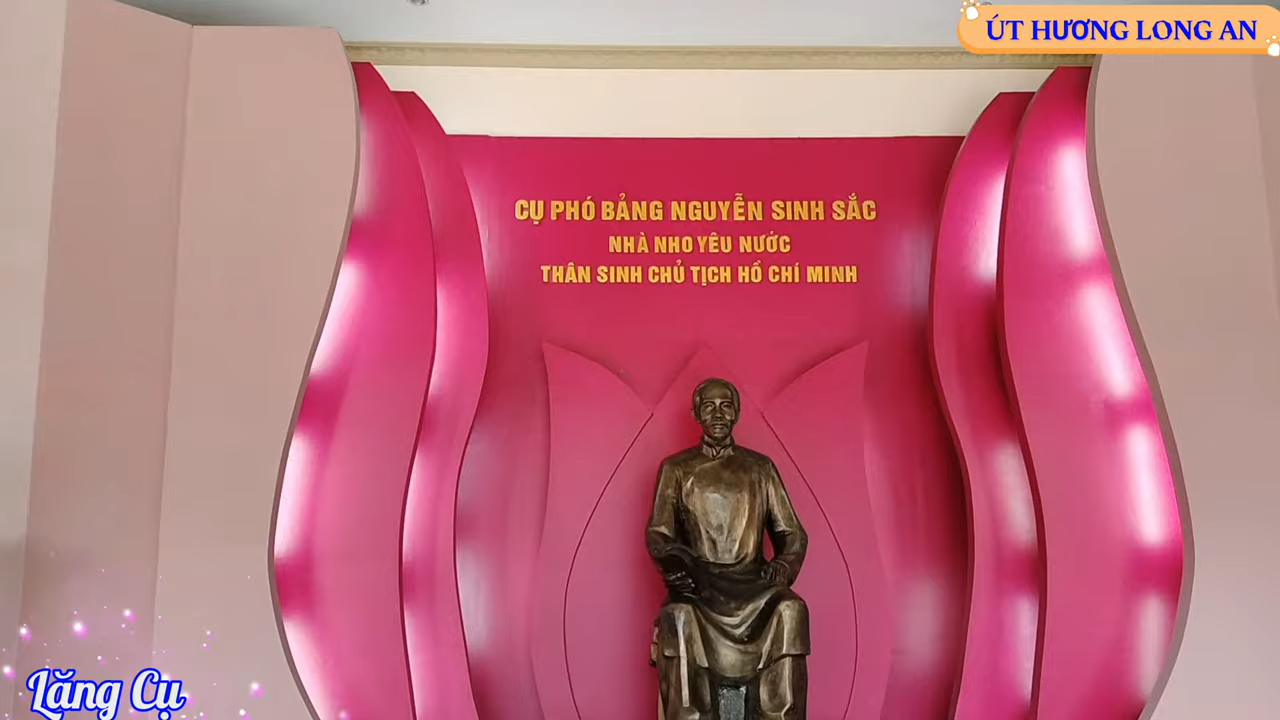 ÚT HƯƠNG LONG AN
CỤ PHÓ BẢNG NGUYỄN SINH SẮC
NHÀ NHO YÊU NƯỚC
THÂN SINH CHỦ TỊCH HỒ CHÍ MINH
Lăng Cụ